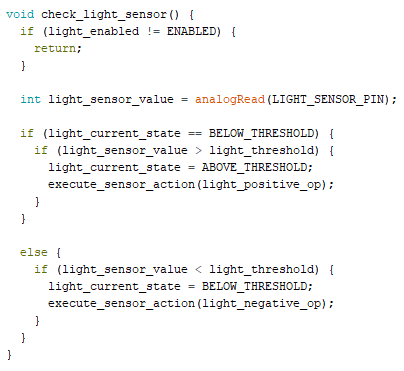 void check_light_sensor() {
  if (light_enabled != ENABLED) {
    return;
  }

  int light_sensor_value = analogRead(LIGHT_SENSOR_PIN);

  if (light_current_state == BELOW_THRESHOLD) {
    if (light_sensor_value > light_threshold) {
      light_current_state = ABOVE_THRESHOLD;
      execute_sensor_action(light_positive_op);
    }
  }

  else {
    if (light_sensor_value < light_threshold) {
      light_current_state = BELOW_THRESHOLD;
      execute_sensor_action(light_negative_op);
    }
  }
}